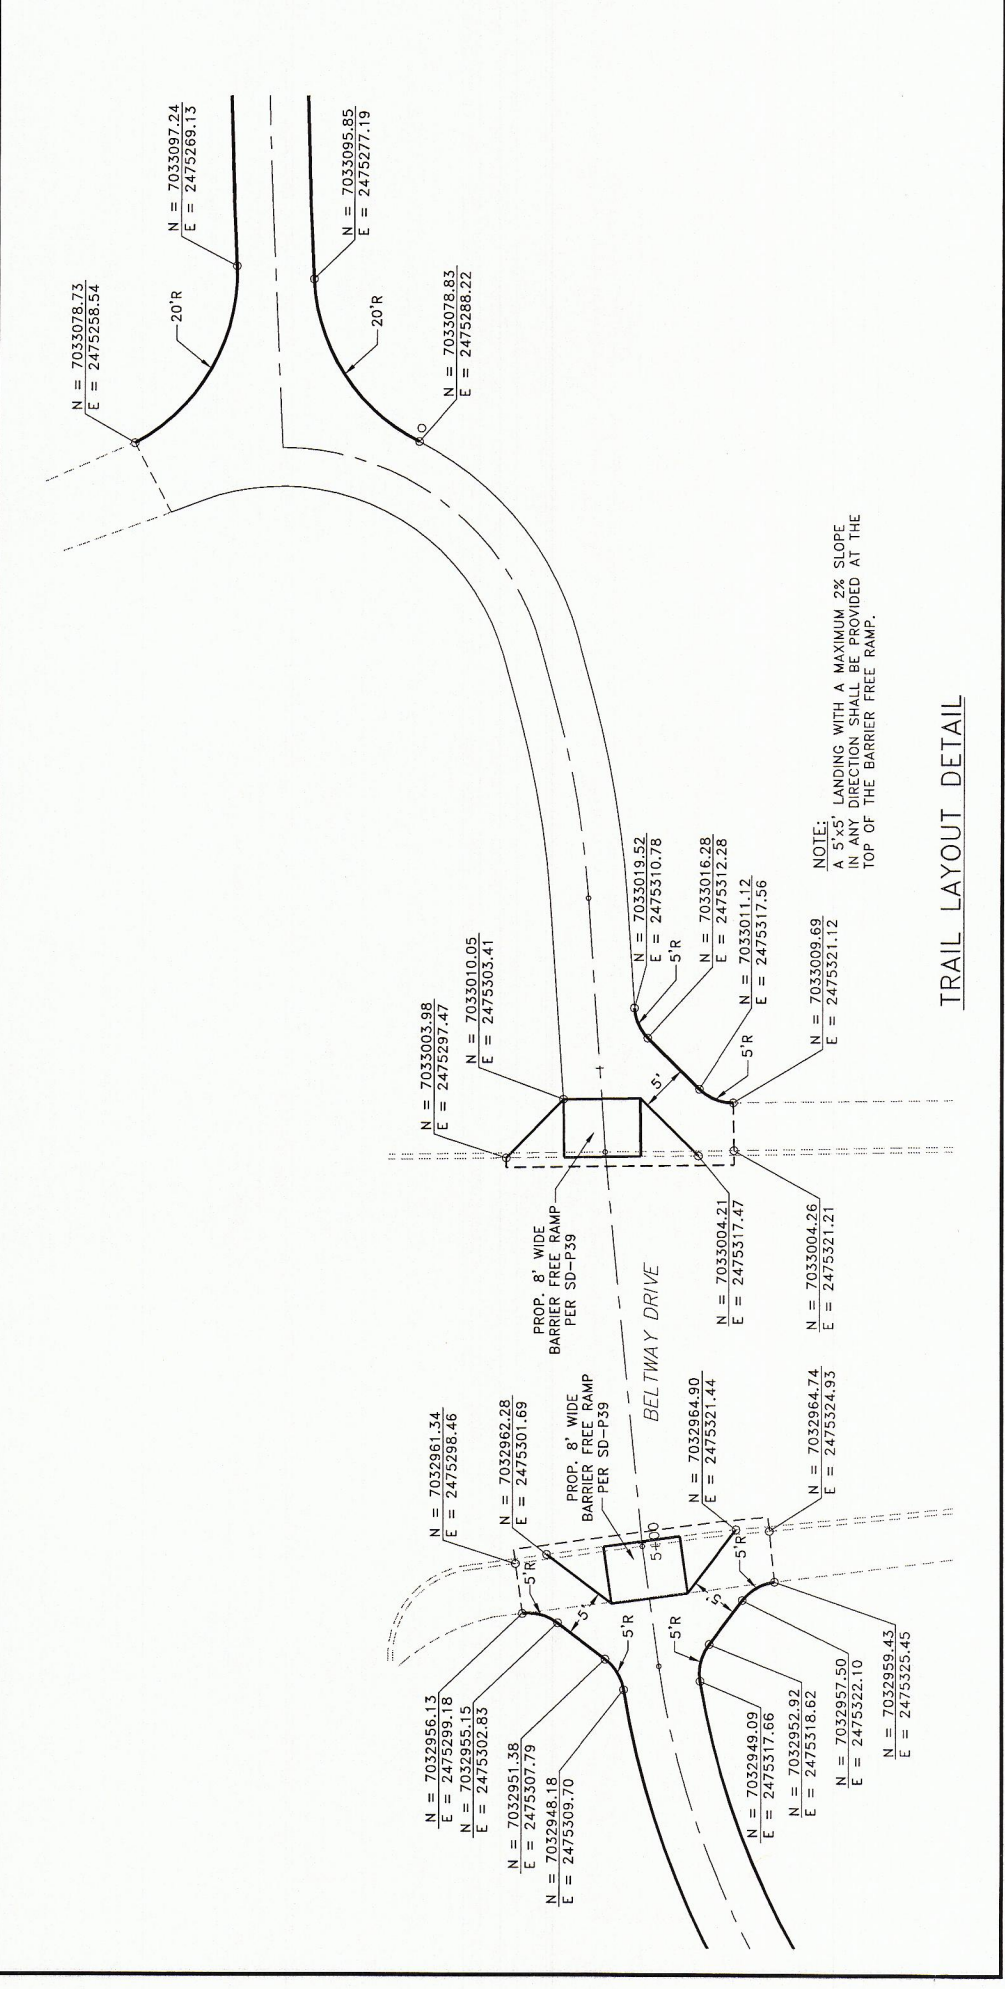 N = 7033078.73
E = 2475258.54
N = 7033097.24
E = 2475269.13
20'R
20'R
N = 7033095.85
E = 2475277.19
N = 7033078.83
E = 2475288.22
N = 7033003.98
E = 2475297.47
N = 7033010.05
E = 2475303.41
PROP. 8' WIDE
BARRIER FREE RAMP
PER SD-P39
5'
N = 7033019.52
E = 2475310.78
5'R
N = 7033016.28
E = 2475312.28
N = 7033011.12
E = 2475317.56
5'R
N = 7033009.69
E = 2475321.12
N = 7033004.21
E = 2475317.47
N = 7033004.26
E = 2475321.21
NOTE:
A 5'x5' LANDING WITH A MAXIMUM 2% SLOPE
IN ANY DIRECTION SHALL BE PROVIDED AT THE
TOP OF THE BARRIER FREE RAMP.
BELTWAY DRIVE
N = 7032961.34
E = 2475298.46
N = 7032962.28
E = 2475301.69
PROP. 8' WIDE
BARRIER FREE RAMP
PER SD-P39
N = 7032964.90
E = 2475321.44
N = 7032964.74
E = 2475324.93
5+00
5'R
5'
5'R
5'R
5'
5'R
N = 7032956.13
E = 2475299.18
N = 7032955.15
E = 2475302.83
N = 7032951.38
E = 2475307.79
N = 7032948.18
E = 2475309.70
N = 7032949.09
E = 2475317.66
N = 7032952.92
E = 2475318.62
N = 7032957.50
E = 2475322.10
N = 7032959.43
E = 2475325.45
TRAIL LAYOUT DETAIL